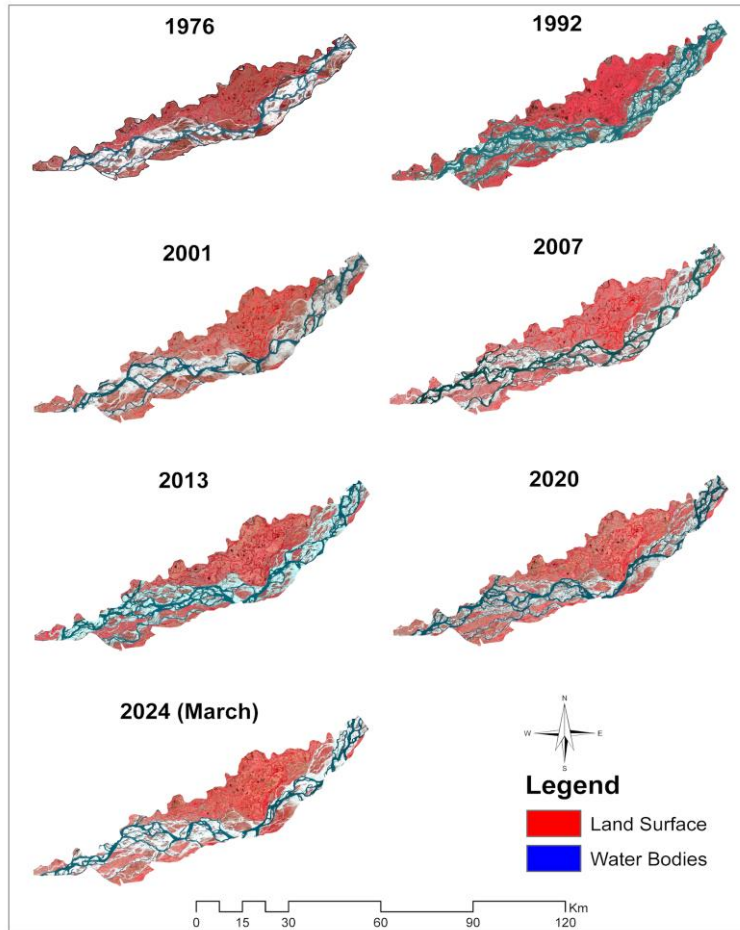 1976
1992
2001
2007
2013
2020
2024 (March)
N
W E
S
Legend
Land Surface
Water Bodies
Km
0 15 30 60 90 120